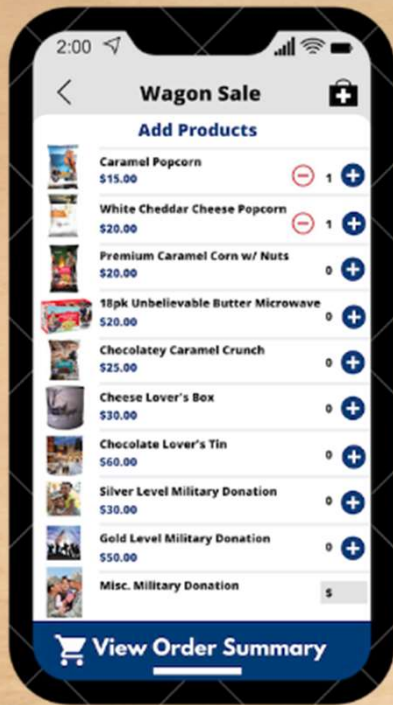 2:00
Wagon Sale
Add Products
Caramel Popcorn
$15.00
1
White Cheddar Cheese Popcorn
$20.00
1
Premium Caramel Corn w/ Nuts
$20.00
0
18pk Unbelievable Butter Microwave
$20.00
0
Chocolatey Caramel Crunch
$25.00
0
Cheese Lover's Box
$30.00
0
Chocolate Lover's Tin
$60.00
0
Silver Level Military Donation
$30.00
0
Gold Level Military Donation
$50.00
0
Misc. Military Donation
$
View Order Summary